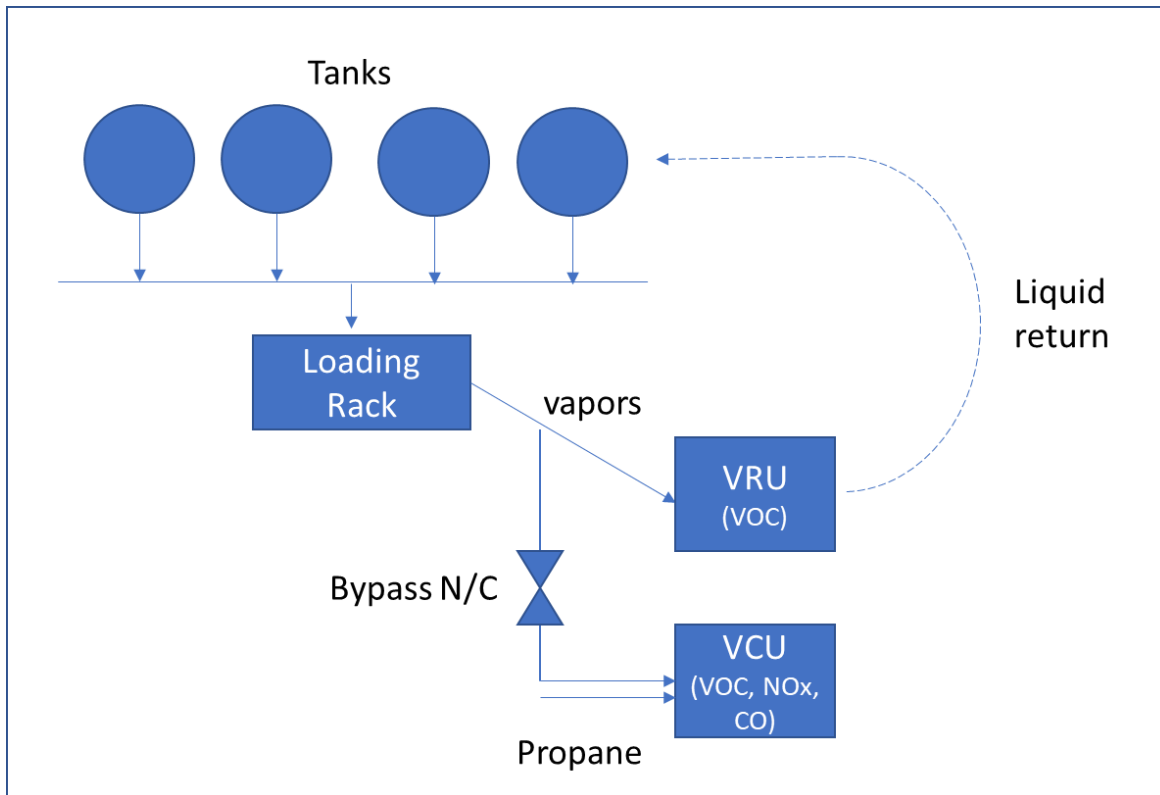 Tanks
Loading
Rack
vapors
Liquid
return
VRU
(VOC)
Bypass N/C
VCU
(VOC, NOx,
CO)
Propane